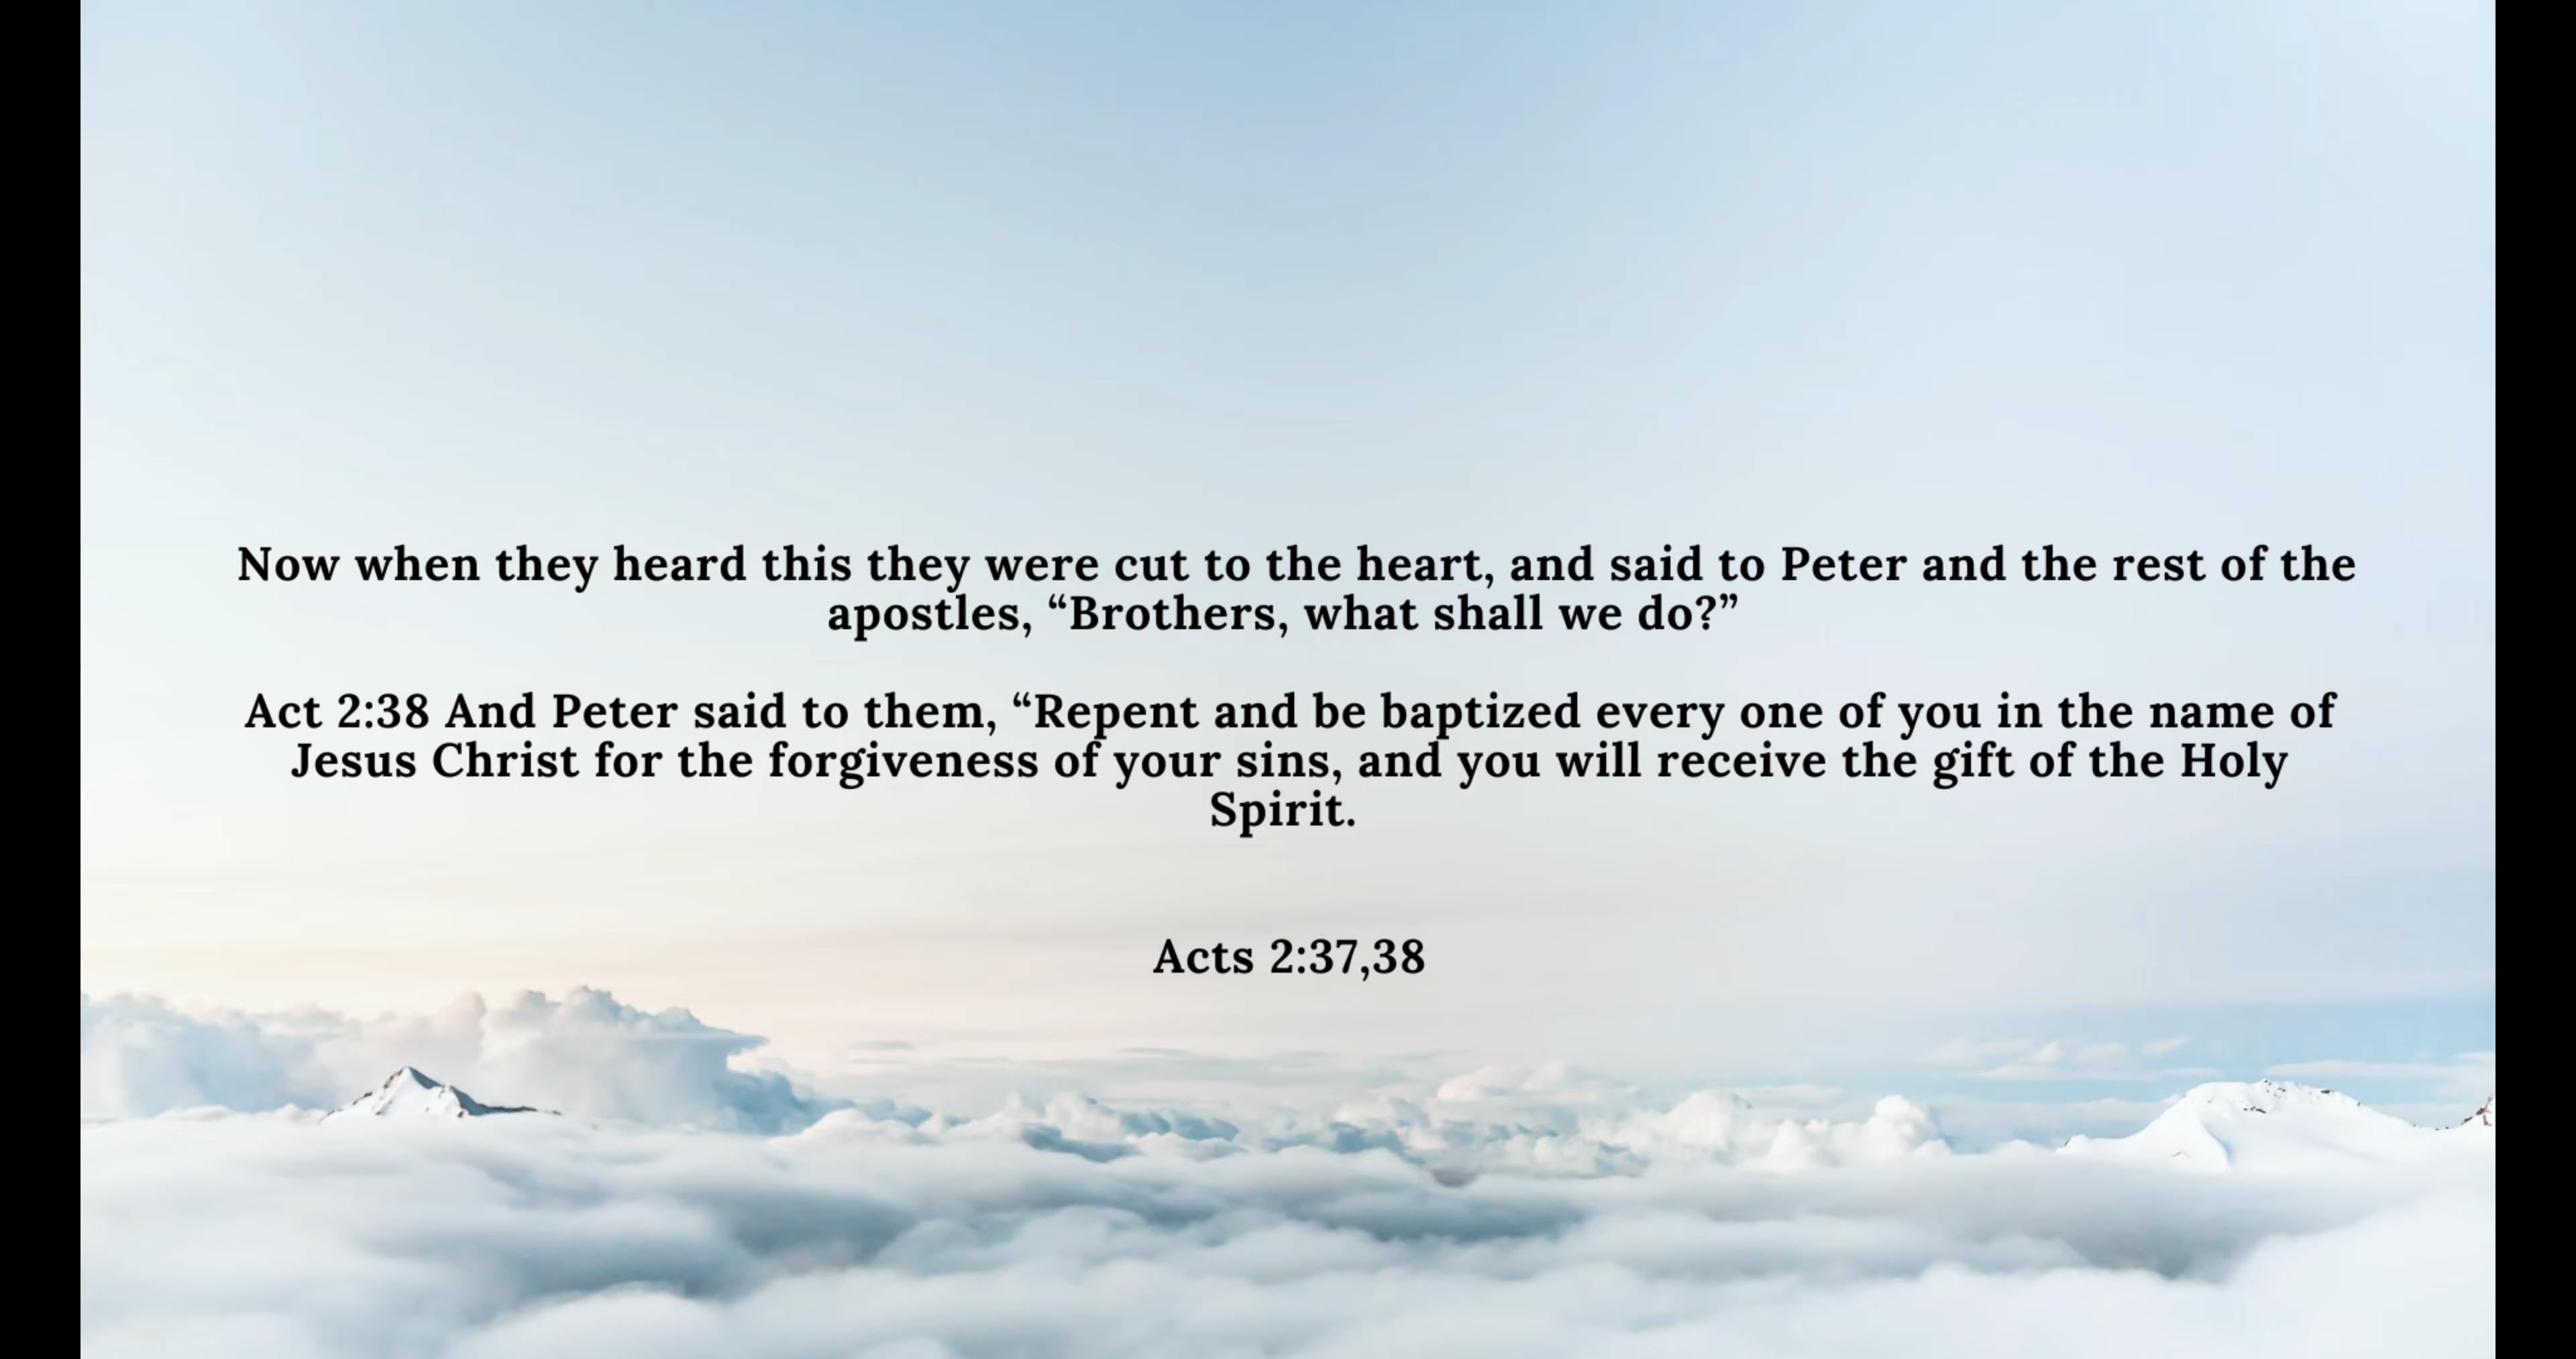 Now when they heard this they were cut to the heart, and said to Peter and the rest of the
apostles, “Brothers, what shall we do?”
Act 2:38 And Peter said to them, “Repent and be baptized every one of you in the name of
Jesus Christ for the forgiveness of your sins, and you will receive the gift of the Holy
Spirit.
Acts 2:37,38